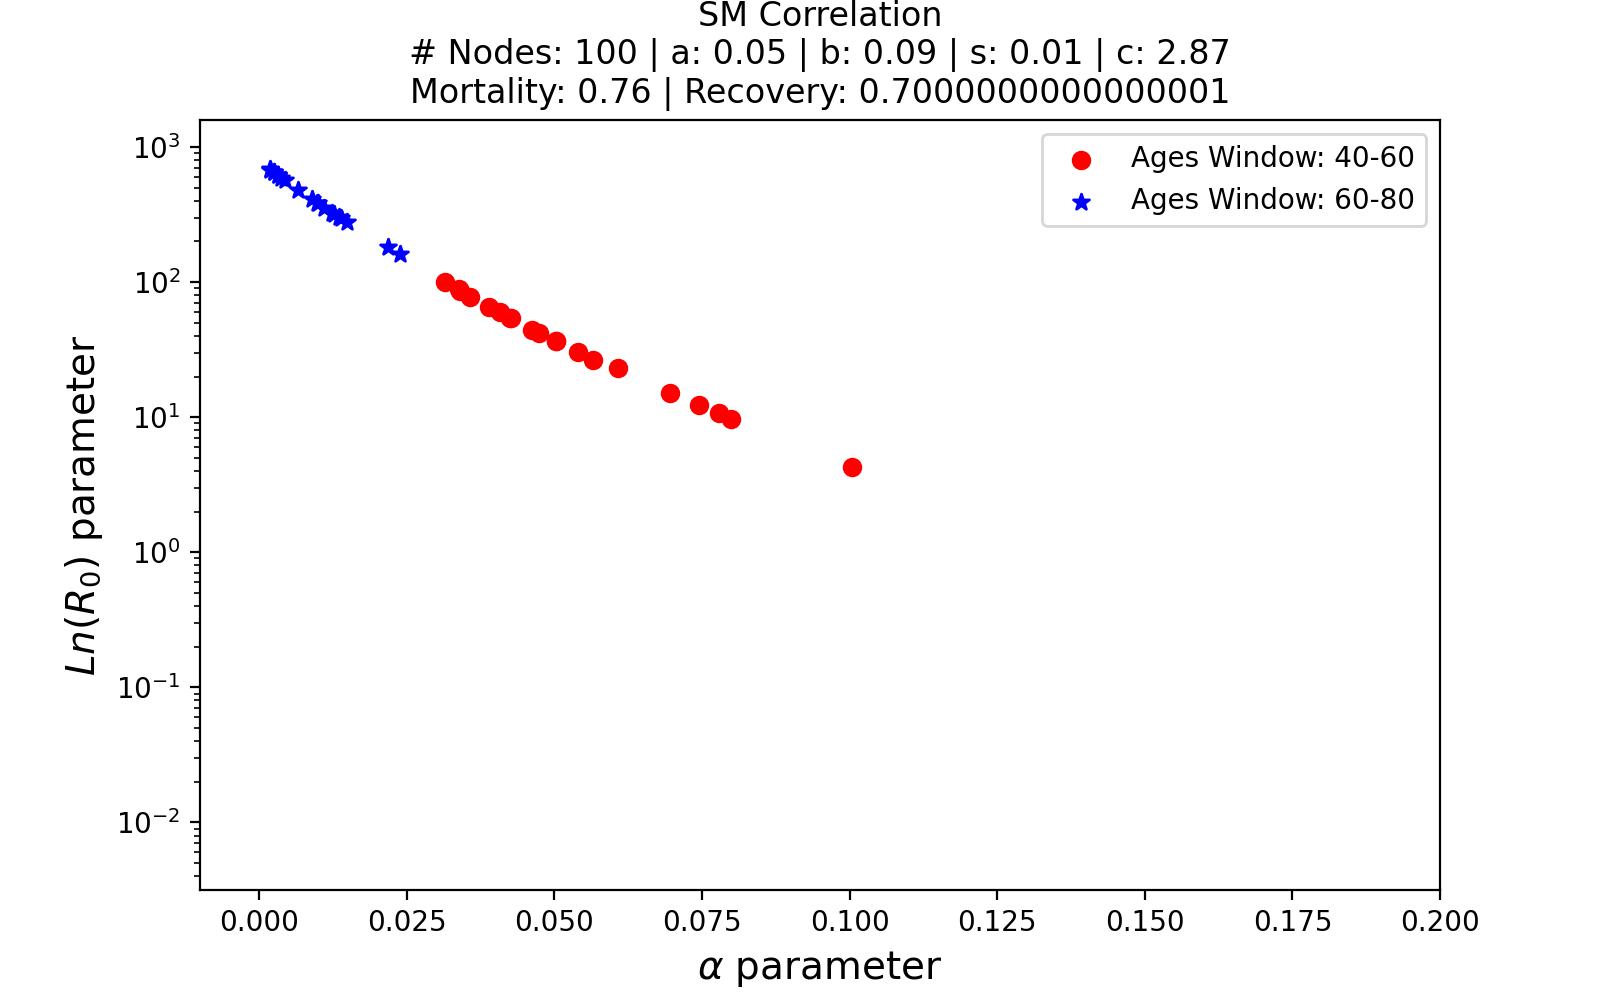 SM Correlation
# Nodes: 100 | a: 0.05 | b: 0.09 | s: 0.01 | c: 2.87
Mortality: 0.76 | Recovery: 0.7000000000000001
Ages Window: 40-60
Ages Window: 60-80
10³
10²
10¹
10⁰
10⁻¹
10⁻²
Ln(R₀) parameter
0.000 0.025 0.050 0.075 0.100 0.125 0.150 0.175 0.200
α parameter